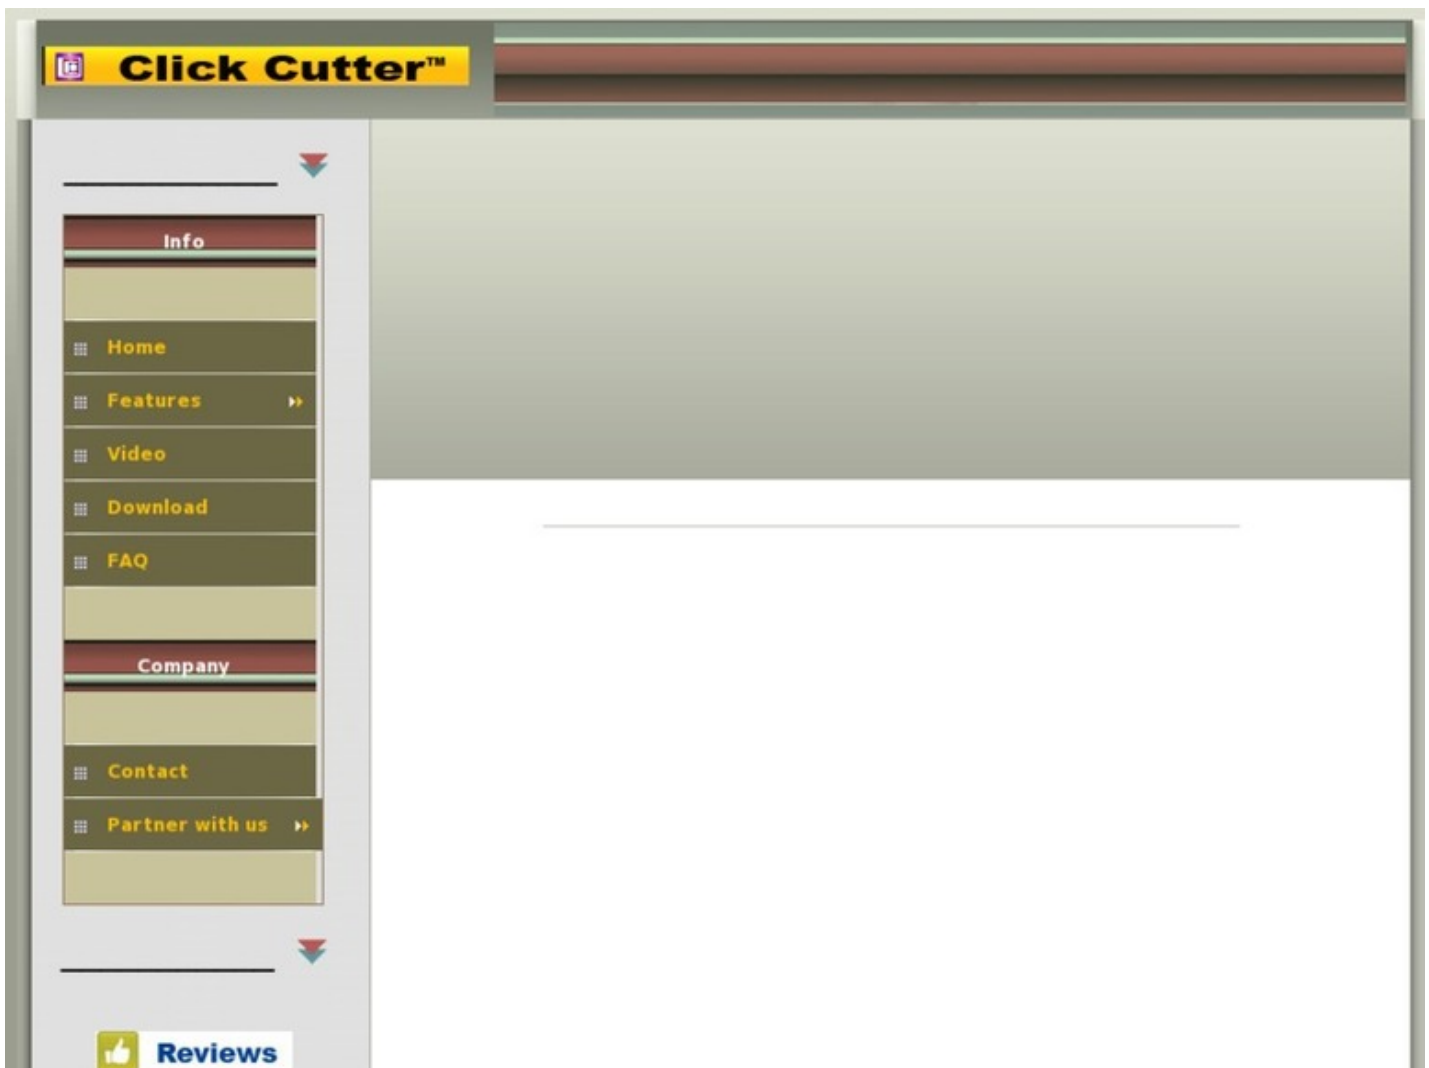 Click Cutter™
Info
Home
Features
Video
Download
FAQ
Company
Contact
Partner with us
Reviews